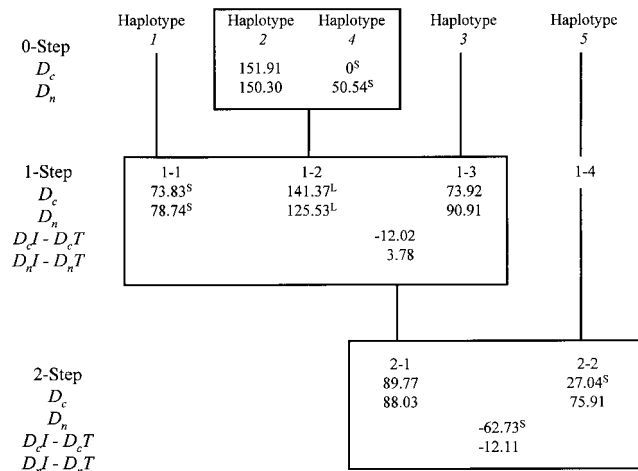 Haplotype Haplotype Haplotype Haplotype Haplotype
1 2 4 3 5
0-Step
Dc 151.91 0S
Dn 150.30 50.54S
1-Step 1-1 1-2 1-3 1-4
Dc 73.83S 141.37L 73.92
Dn 78.74S 125.53L 90.91
DcI - DcT -12.02
DnI - DnT 3.78
2-Step 2-1 2-2
Dc 89.77 27.04S
Dn 88.03 75.91
DcI - DcT -62.73S
DnI - DnT -12.11